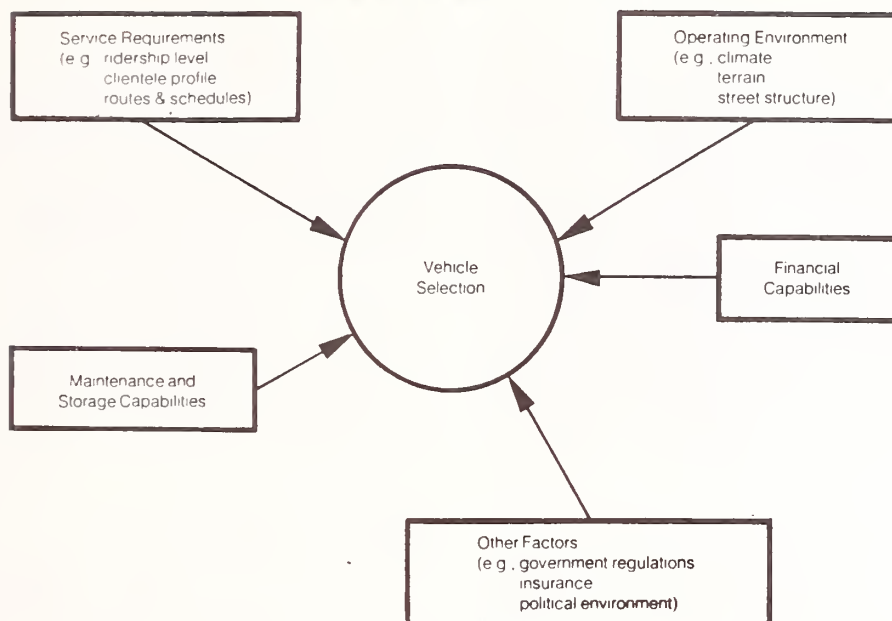 Service Requirements
(e g ridership level
clientele profile
routes & schedules)
Operating Environment
(e g , climate
terrain
street structure)
Vehicle
Selection
Financial
Capabilities
Maintenance and
Storage Capabilities
Other Factors
(e g , government regulations
insurance
political environment)